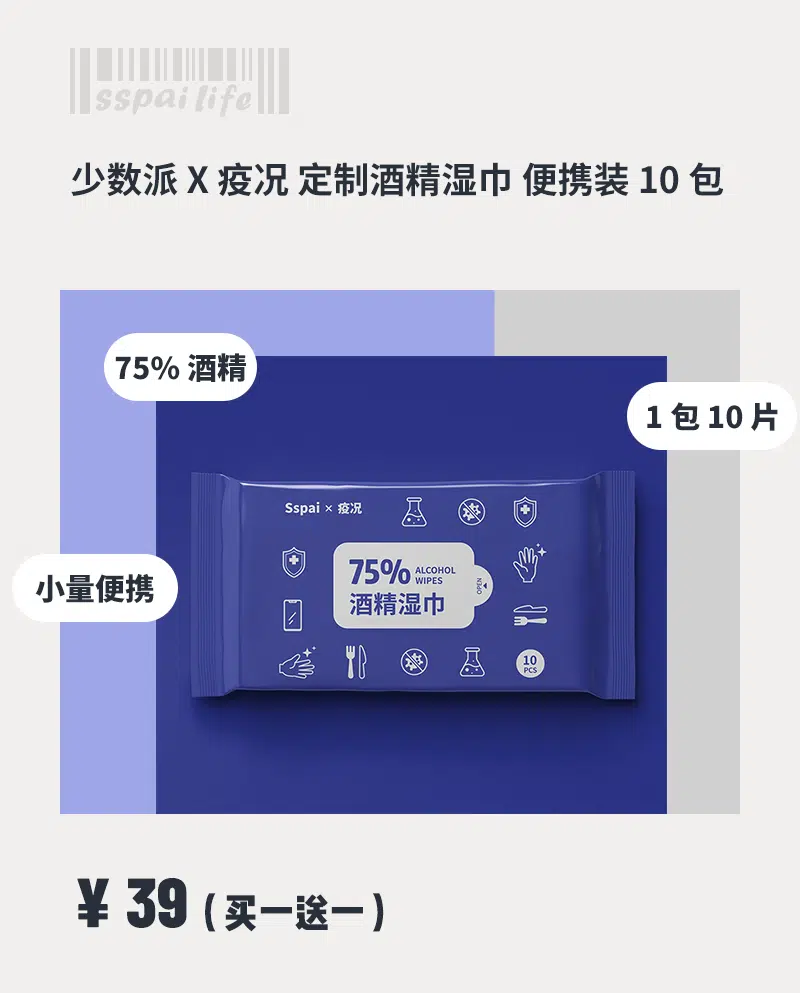 sspai life
少数派 X 疫况 定制酒精湿巾 便携装 10 包
75% 酒精
1 包 10 片
Sspai × 疫况
小量便携
75% ALCOHOL WIPES
酒精湿巾
OPEN
10 PCS
¥ 39 (买一送一)